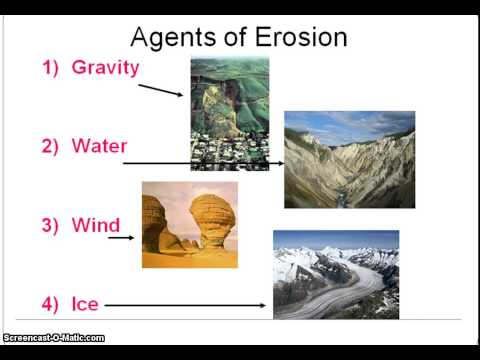 Agents of Erosion
1) Gravity
2) Water
3) Wind
4) Ice
Screencast-O-Matic.com